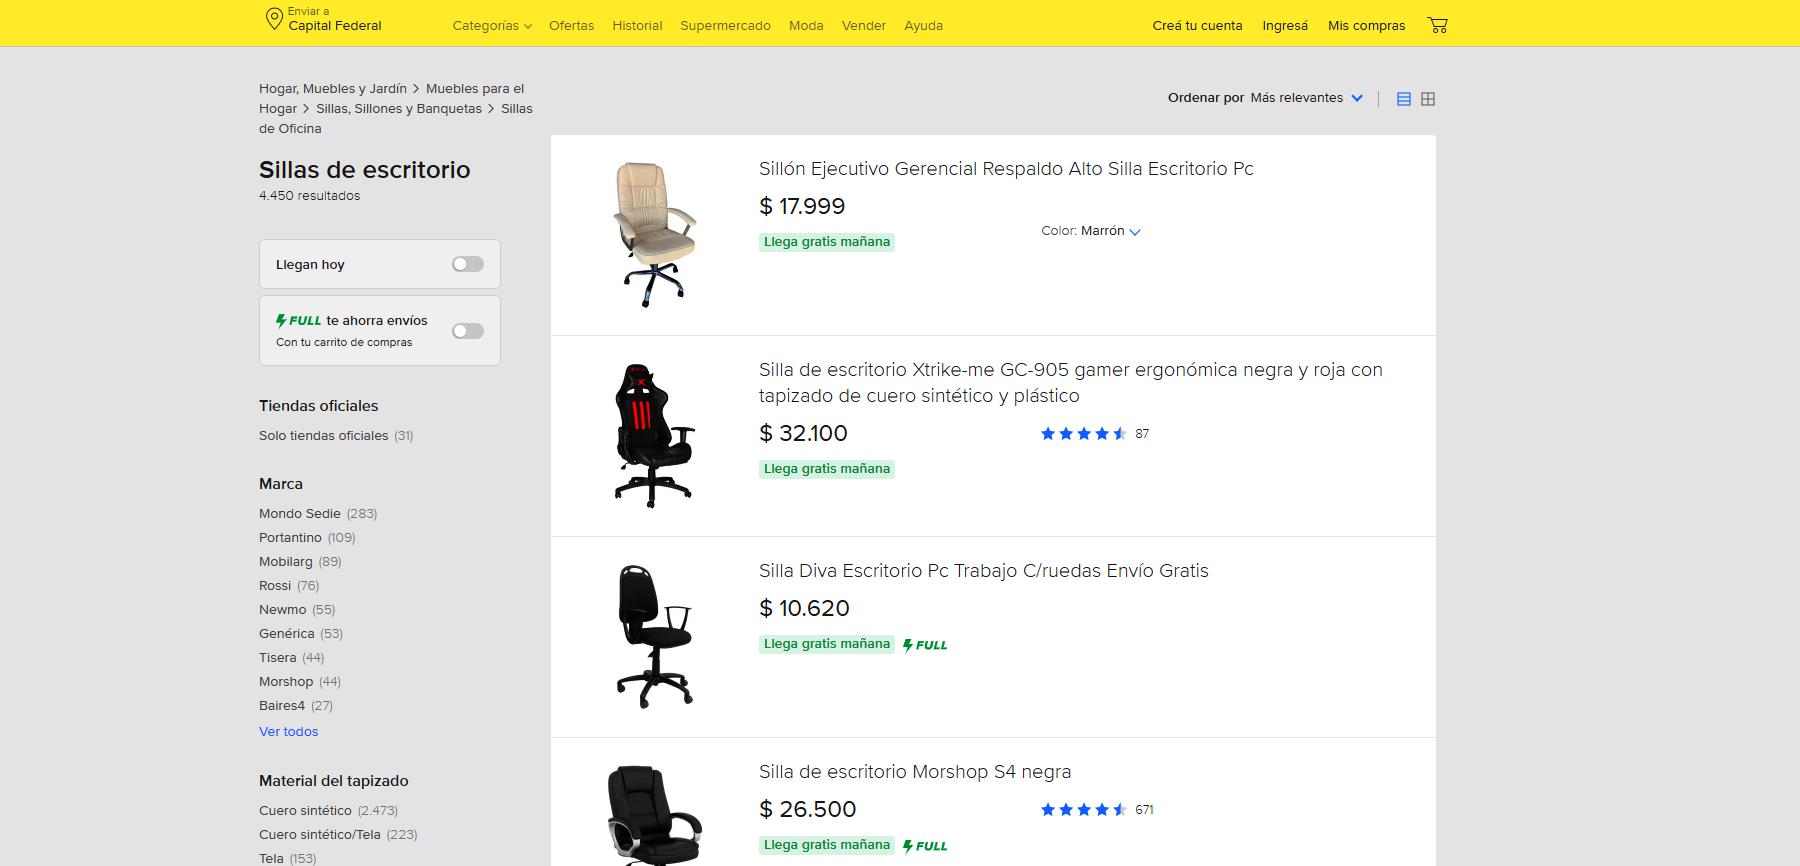 Enviar a
Capital Federal
Categorías
Ofertas
Historial
Supermercado
Moda
Vender
Ayuda
Creá tu cuenta
Ingresá
Mis compras
Hogar, Muebles y Jardín > Muebles para el
Hogar > Sillas, Sillones y Banquetas > Sillas
de Oficina
Ordenar por Más relevantes
Sillas de escritorio
4.450 resultados
Llegan hoy
FULL te ahorra envíos
Con tu carrito de compras
Tiendas oficiales
Solo tiendas oficiales (31)
Marca
Mondo Sedie (283)
Portantino (109)
Mobilarg (89)
Rossi (76)
Newmo (55)
Genérica (53)
Tisera (44)
Morshop (44)
Baires4 (27)
Ver todos
Material del tapizado
Cuero sintético (2.473)
Cuero sintético/Tela (223)
Tela (153)
Sillón Ejecutivo Gerencial Respaldo Alto Silla Escritorio Pc
$ 17.999
Llega gratis mañana
Color: Marrón
Silla de escritorio Xtrike-me GC-905 gamer ergonómica negra y roja con
tapizado de cuero sintético y plástico
$ 32.100
87
Llega gratis mañana
Silla Diva Escritorio Pc Trabajo C/ruedas Envío Gratis
$ 10.620
Llega gratis mañana FULL
Silla de escritorio Morshop S4 negra
$ 26.500
671
Llega gratis mañana FULL